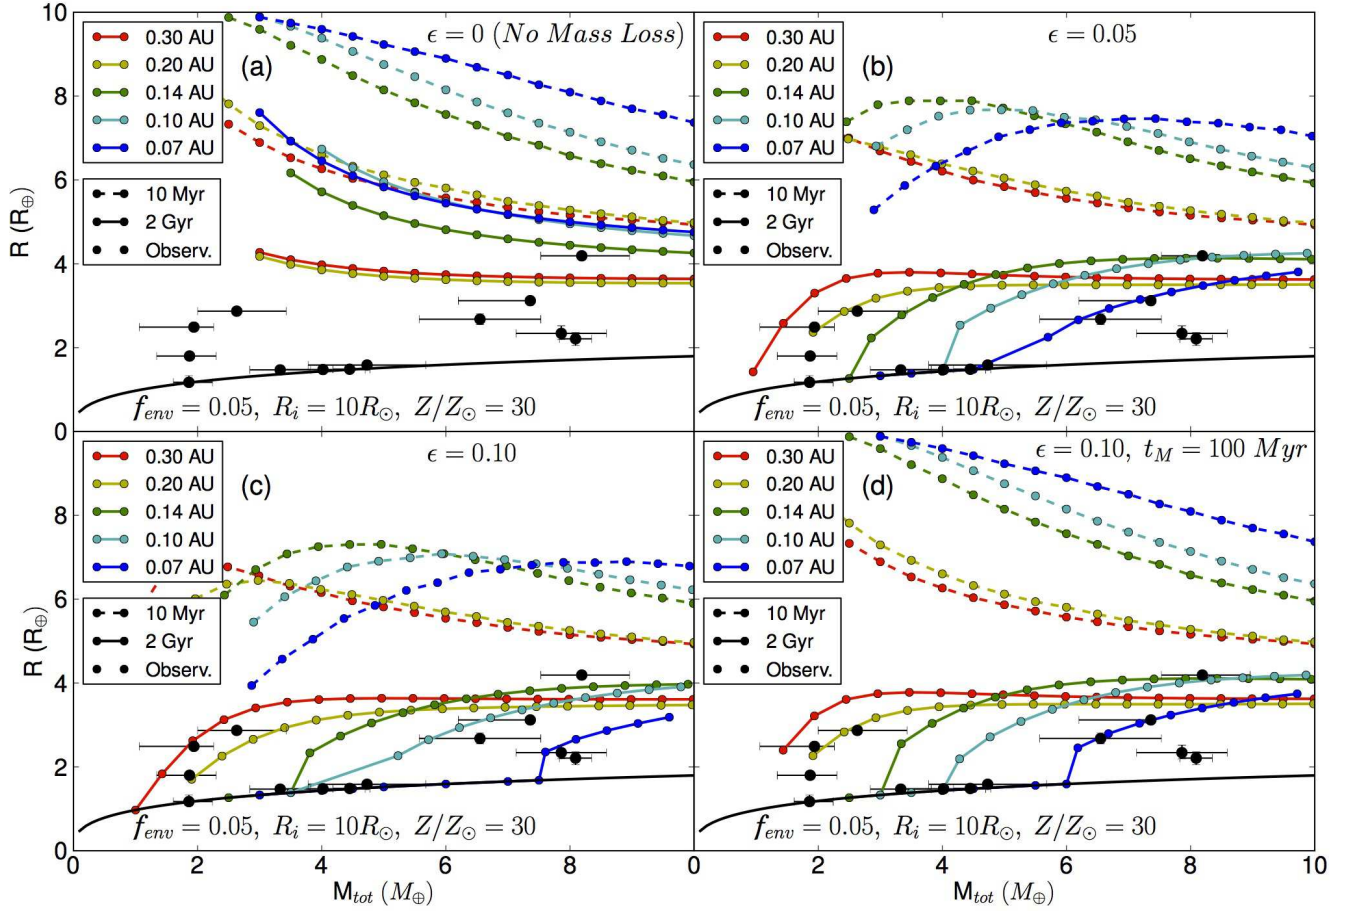 10
8
6
4
2
0
R (R⊕)
ϵ = 0 (No Mass Loss)
(a)
0.30 AU
0.20 AU
0.14 AU
0.10 AU
0.07 AU
10 Myr
2 Gyr
Observ.
f_env = 0.05, R_i = 10R⊙, Z/Z⊙ = 30
ϵ = 0.05
(b)
0.30 AU
0.20 AU
0.14 AU
0.10 AU
0.07 AU
10 Myr
2 Gyr
Observ.
f_env = 0.05, R_i = 10R⊙, Z/Z⊙ = 30
8
6
4
2
0
R (R⊕)
ϵ = 0.10
(c)
0.30 AU
0.20 AU
0.14 AU
0.10 AU
0.07 AU
10 Myr
2 Gyr
Observ.
f_env = 0.05, R_i = 10R⊙, Z/Z⊙ = 30
0 2 4 6 8 0
M_tot (M⊕)
ϵ = 0.10, t_M = 100 Myr
(d)
0.30 AU
0.20 AU
0.14 AU
0.10 AU
0.07 AU
10 Myr
2 Gyr
Observ.
f_env = 0.05, R_i = 10R⊙, Z/Z⊙ = 30
2 4 6 8 10
M_tot (M⊕)